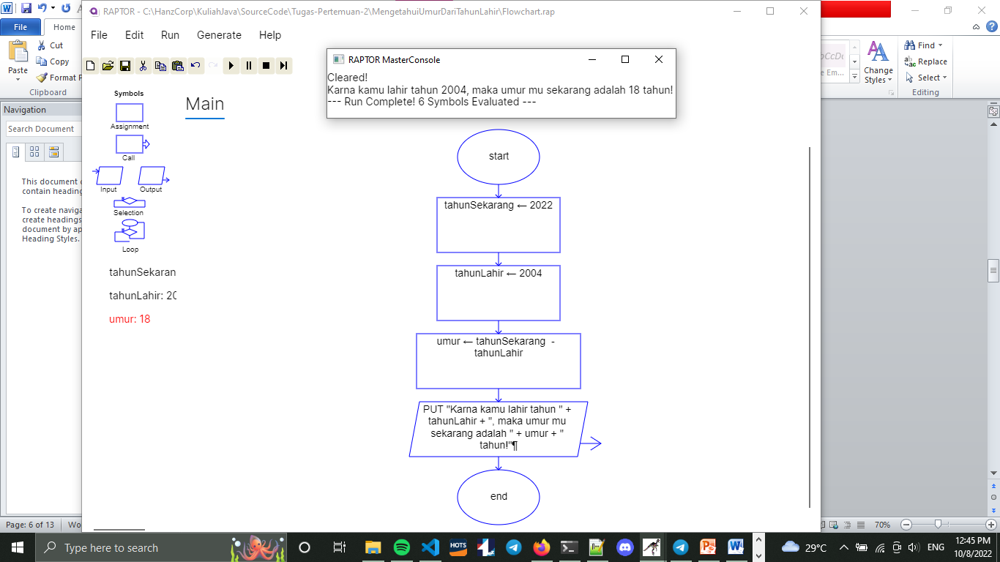 RAPTOR - C:\HanzCorp\KuliahJava\SourceCode\Tugas-Pertemuan-2\MengetahuiUmurDariTahunLahir\Flowchart.rap
File Edit Run Generate Help
Main
Symbols
Assignment
Call
Input Output
Selection
Loop
tahunSekaran
tahunLahir: 20
umur: 18
RAPTOR MasterConsole
Cleared!
Karna kamu lahir tahun 2004, maka umur mu sekarang adalah 18 tahun!
--- Run Complete! 6 Symbols Evaluated ---
start
tahunSekarang ← 2022
tahunLahir ← 2004
umur ← tahunSekarang -
tahunLahir
PUT "Karna kamu lahir tahun " +
tahunLahir + ", maka umur mu
sekarang adalah " + umur + "
tahun!"¶
end
File Home
Paste
Cut
Copy
Format P
Clipboard
Navigation
Search Document
This document
contain heading
To create naviga
create headings
document by ap
Heading Styles.
Page: 6 of 13 Wo
Em...
Change
Styles
Find
Replace
Select
Editing
70%
Type here to search
HOTS
29°C
ENG
12:45 PM
10/8/2022